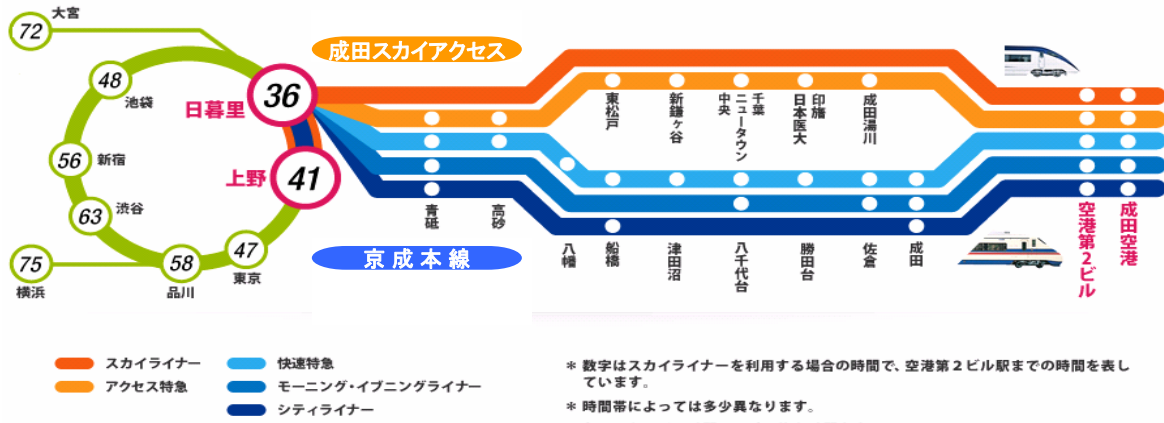 72
大宮
成田スカイアクセス
48
池袋
日暮里
36
56
新宿
上野
41
63
渋谷
47
東京
58
品川
75
横浜
東松戸
新鎌ヶ谷
千葉
ニュータウン
中央
印旛
日本医大
成田湯川
青砥
高砂
京成本線
八幡
船橋
津田沼
八千代台
勝田台
佐倉
成田
空港第2ビル
成田空港
スカイライナー
アクセス特急
快速特急
モーニング・イブニングライナー
シティライナー
* 数字はスカイライナーを利用する場合の時間で、空港第2ビル駅までの時間を表し
ています。
* 時間帯によっては多少異なります。